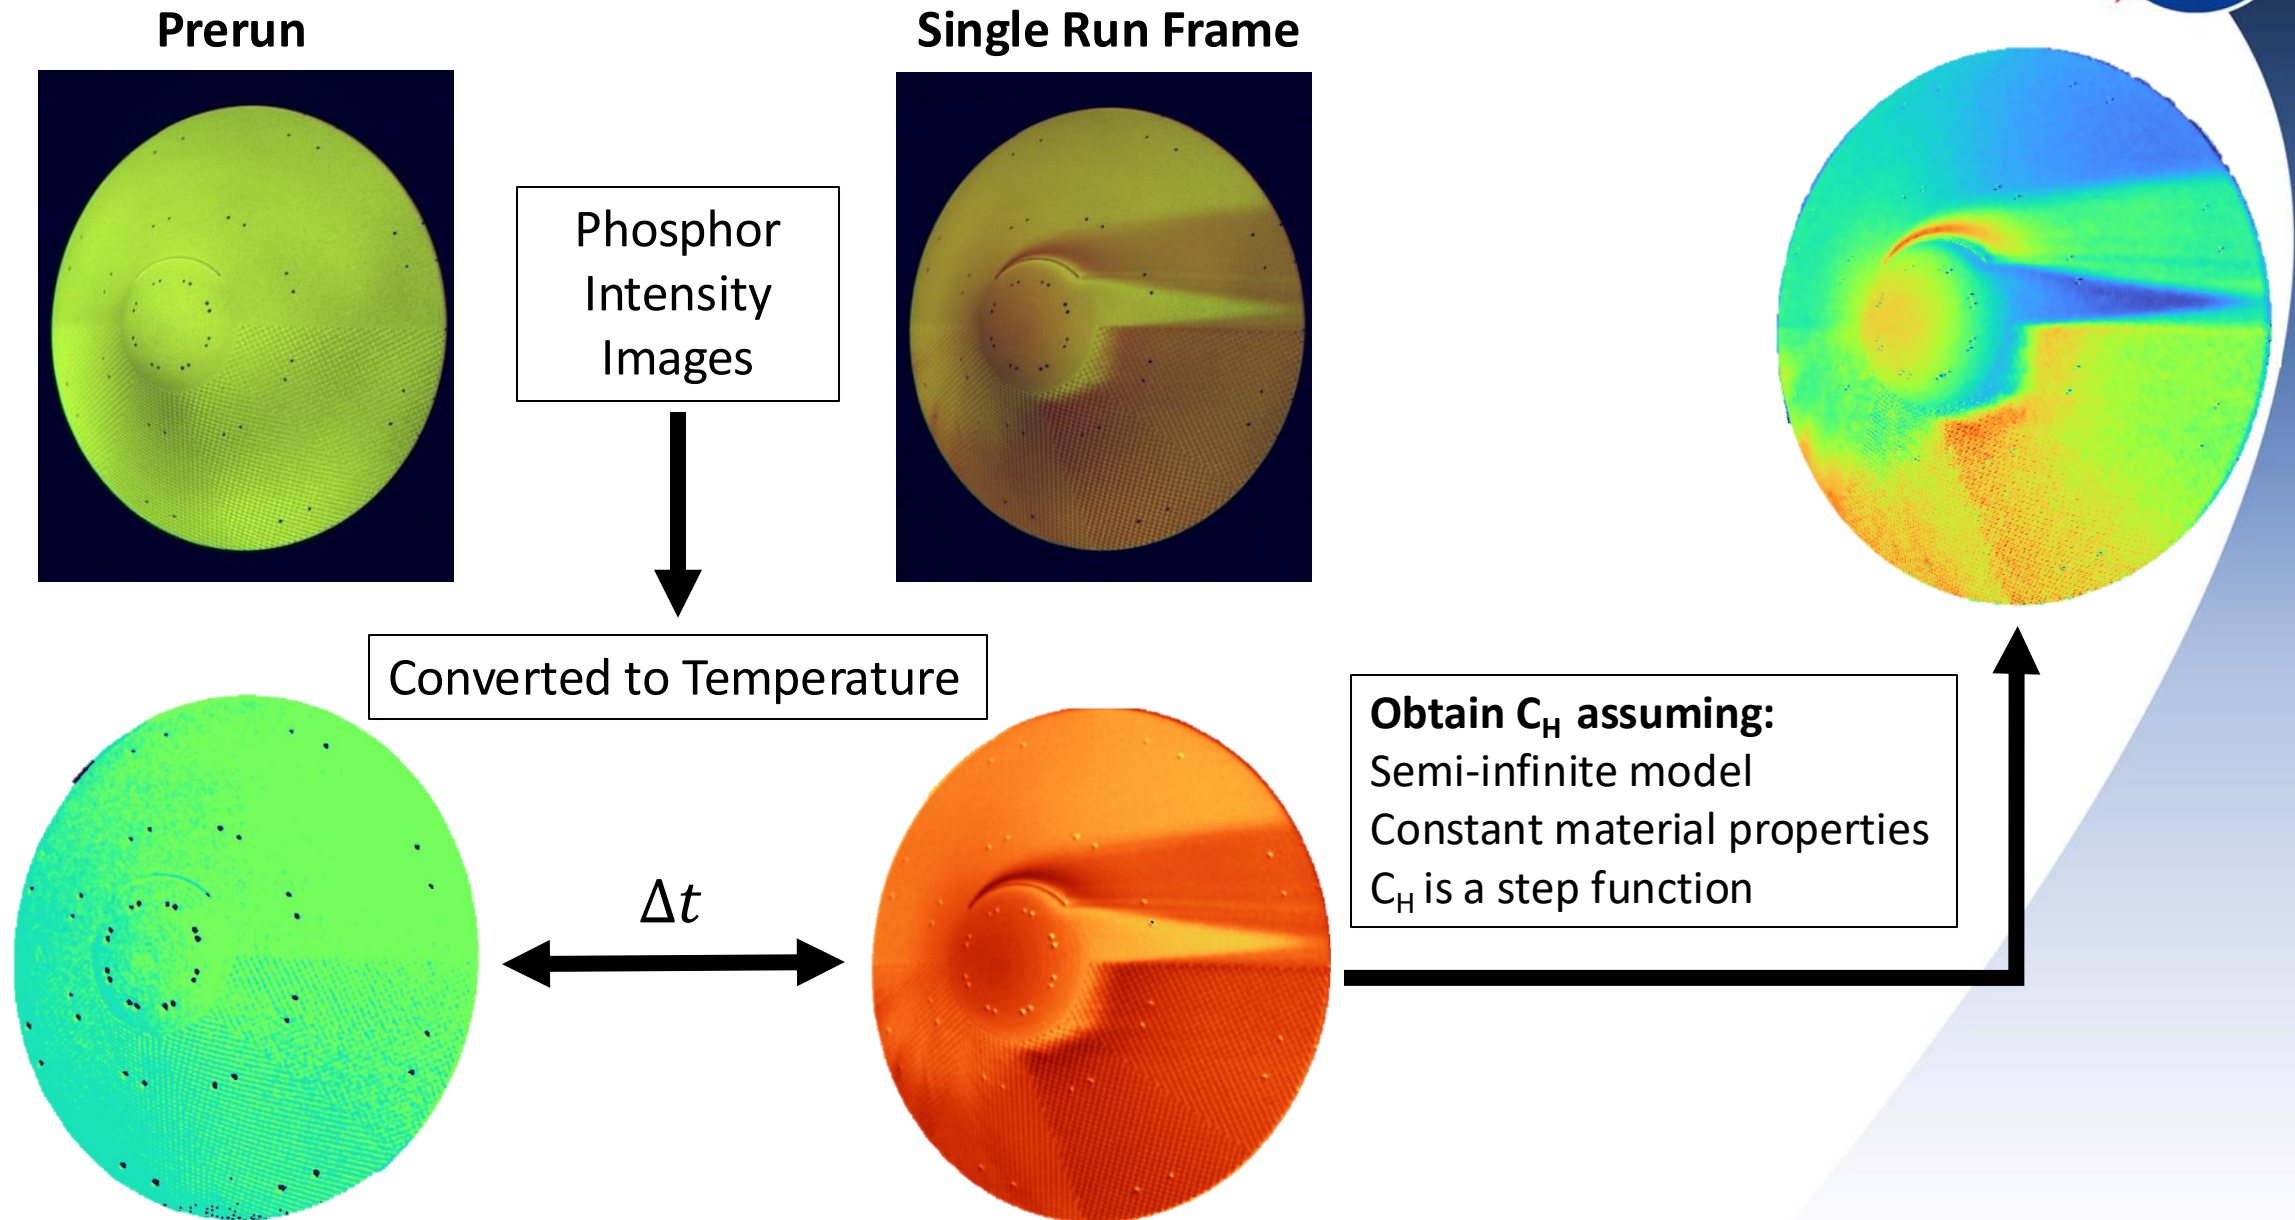 Prerun
Single Run Frame
Phosphor
Intensity
Images
Converted to Temperature
Δt
Obtain C_H assuming:
Semi-infinite model
Constant material properties
C_H is a step function